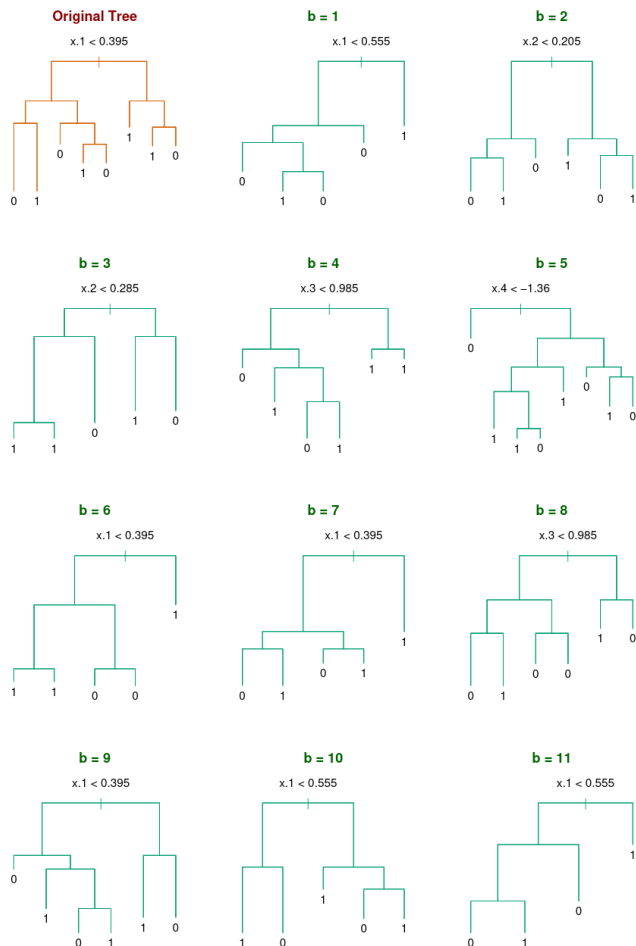 Original Tree b = 1 b = 2
x.1 < 0.395 x.1 < 0.555 x.2 < 0.205
1 1
0 0 0 1
1 0 1 0
0
0 1 1 0 0 1 0 1
b = 3 b = 4 b = 5
x.2 < 0.285 x.3 < 0.985 x.4 < −1.36
0
0 1 1
0
1 1
1 0 1 0
0
1 1 0 1 1 1 0
b = 6 b = 7 b = 8
x.1 < 0.395 x.1 < 0.395 x.3 < 0.985
1 1 1 0
0 1 0 0
1 1 0 0 0 1 0 1
b = 9 b = 10 b = 11
x.1 < 0.395 x.1 < 0.555 x.1 < 0.555
1
0
1 1 0
1 0 0 1
0 1 1 0 0 1